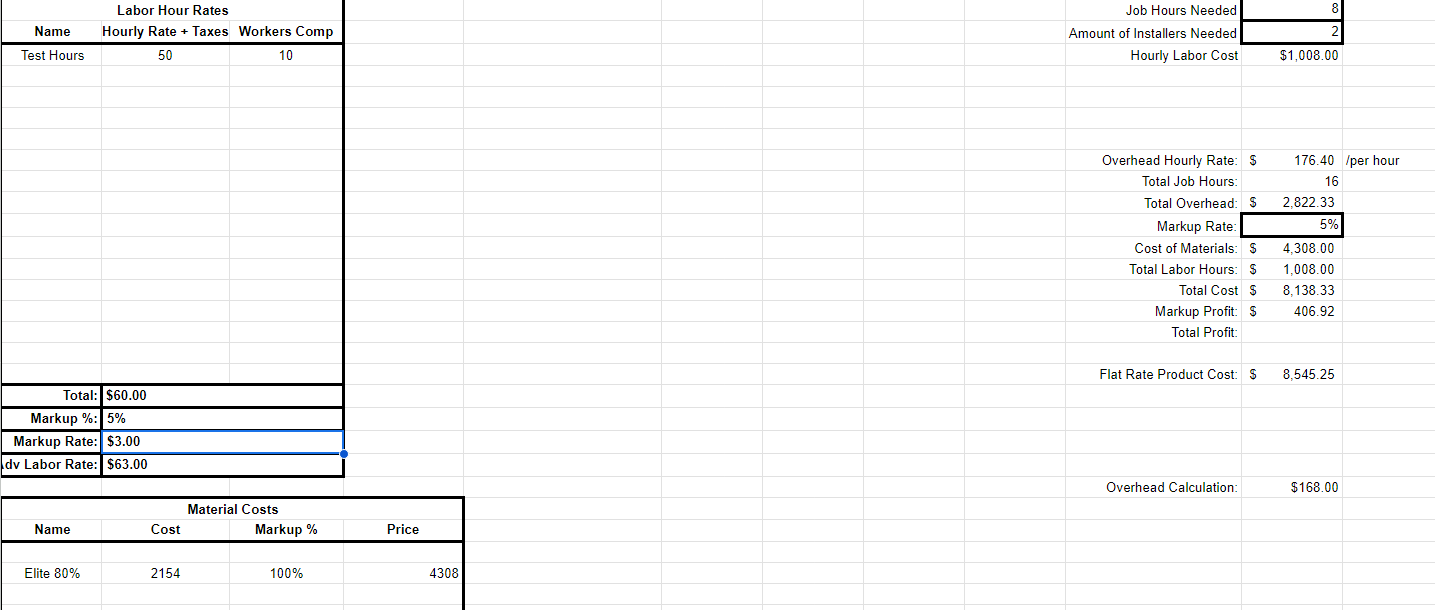 Labor Hour Rates
Name Hourly Rate + Taxes Workers Comp
Test Hours 50 10
Total: $60.00
Markup %: 5%
Markup Rate: $3.00
dv Labor Rate: $63.00
Material Costs
Name Cost Markup % Price
Elite 80% 2154 100% 4308
Job Hours Needed 8
Amount of Installers Needed 2
Hourly Labor Cost $1,008.00
Overhead Hourly Rate: $ 176.40 /per hour
Total Job Hours: 16
Total Overhead: $ 2,822.33
Markup Rate: 5%
Cost of Materials: $ 4,308.00
Total Labor Hours: $ 1,008.00
Total Cost $ 8,138.33
Markup Profit: $ 406.92
Total Profit:
Flat Rate Product Cost: $ 8,545.25
Overhead Calculation: $168.00